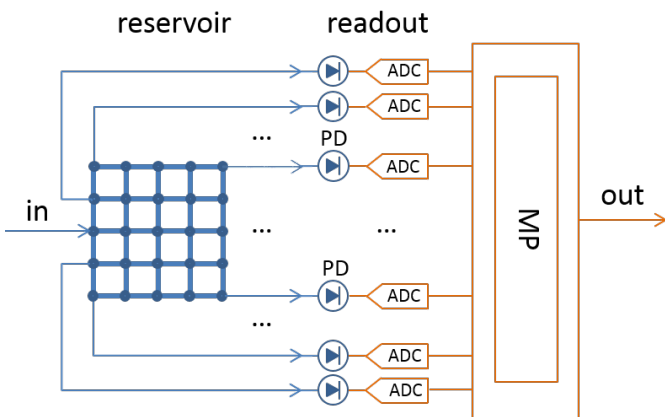 reservoir readout
ADC
ADC
... PD
ADC
in out
... ...
MP
PD
ADC
...
ADC
ADC